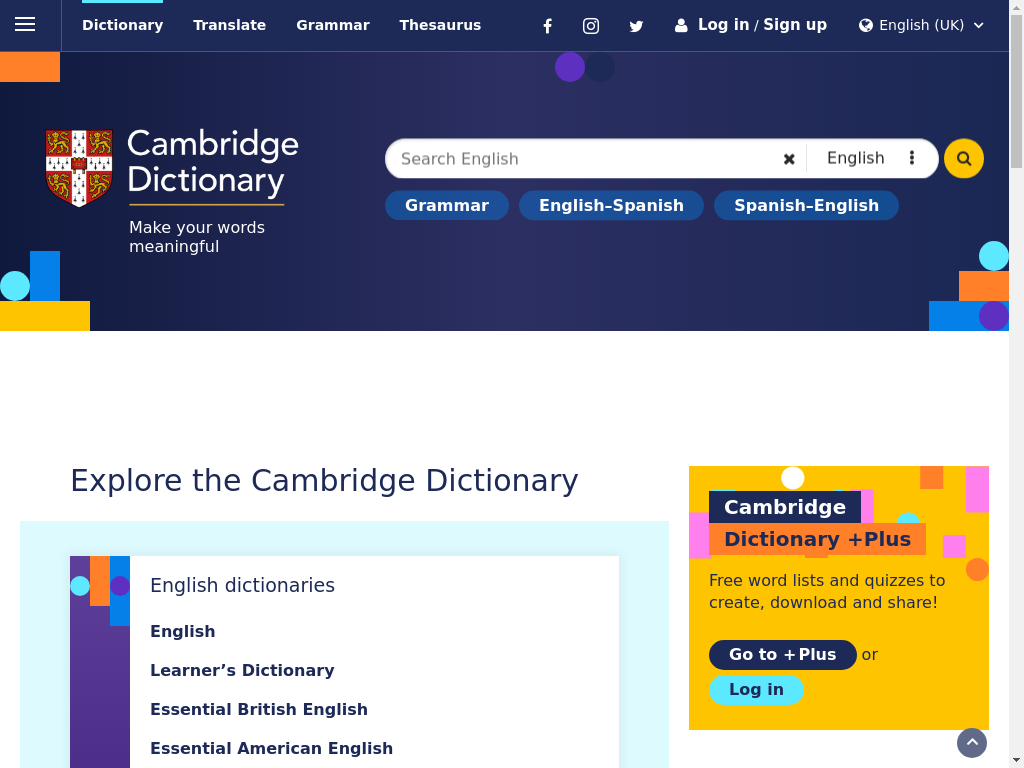 Dictionary Translate Grammar Thesaurus Log in / Sign up English (UK)
Cambridge
Dictionary
Make your words
meaningful
Search English English
Grammar English–Spanish Spanish–English
Explore the Cambridge Dictionary
English dictionaries
English
Learner’s Dictionary
Essential British English
Essential American English
Cambridge
Dictionary +Plus
Free word lists and quizzes to
create, download and share!
Go to +Plus or
Log in